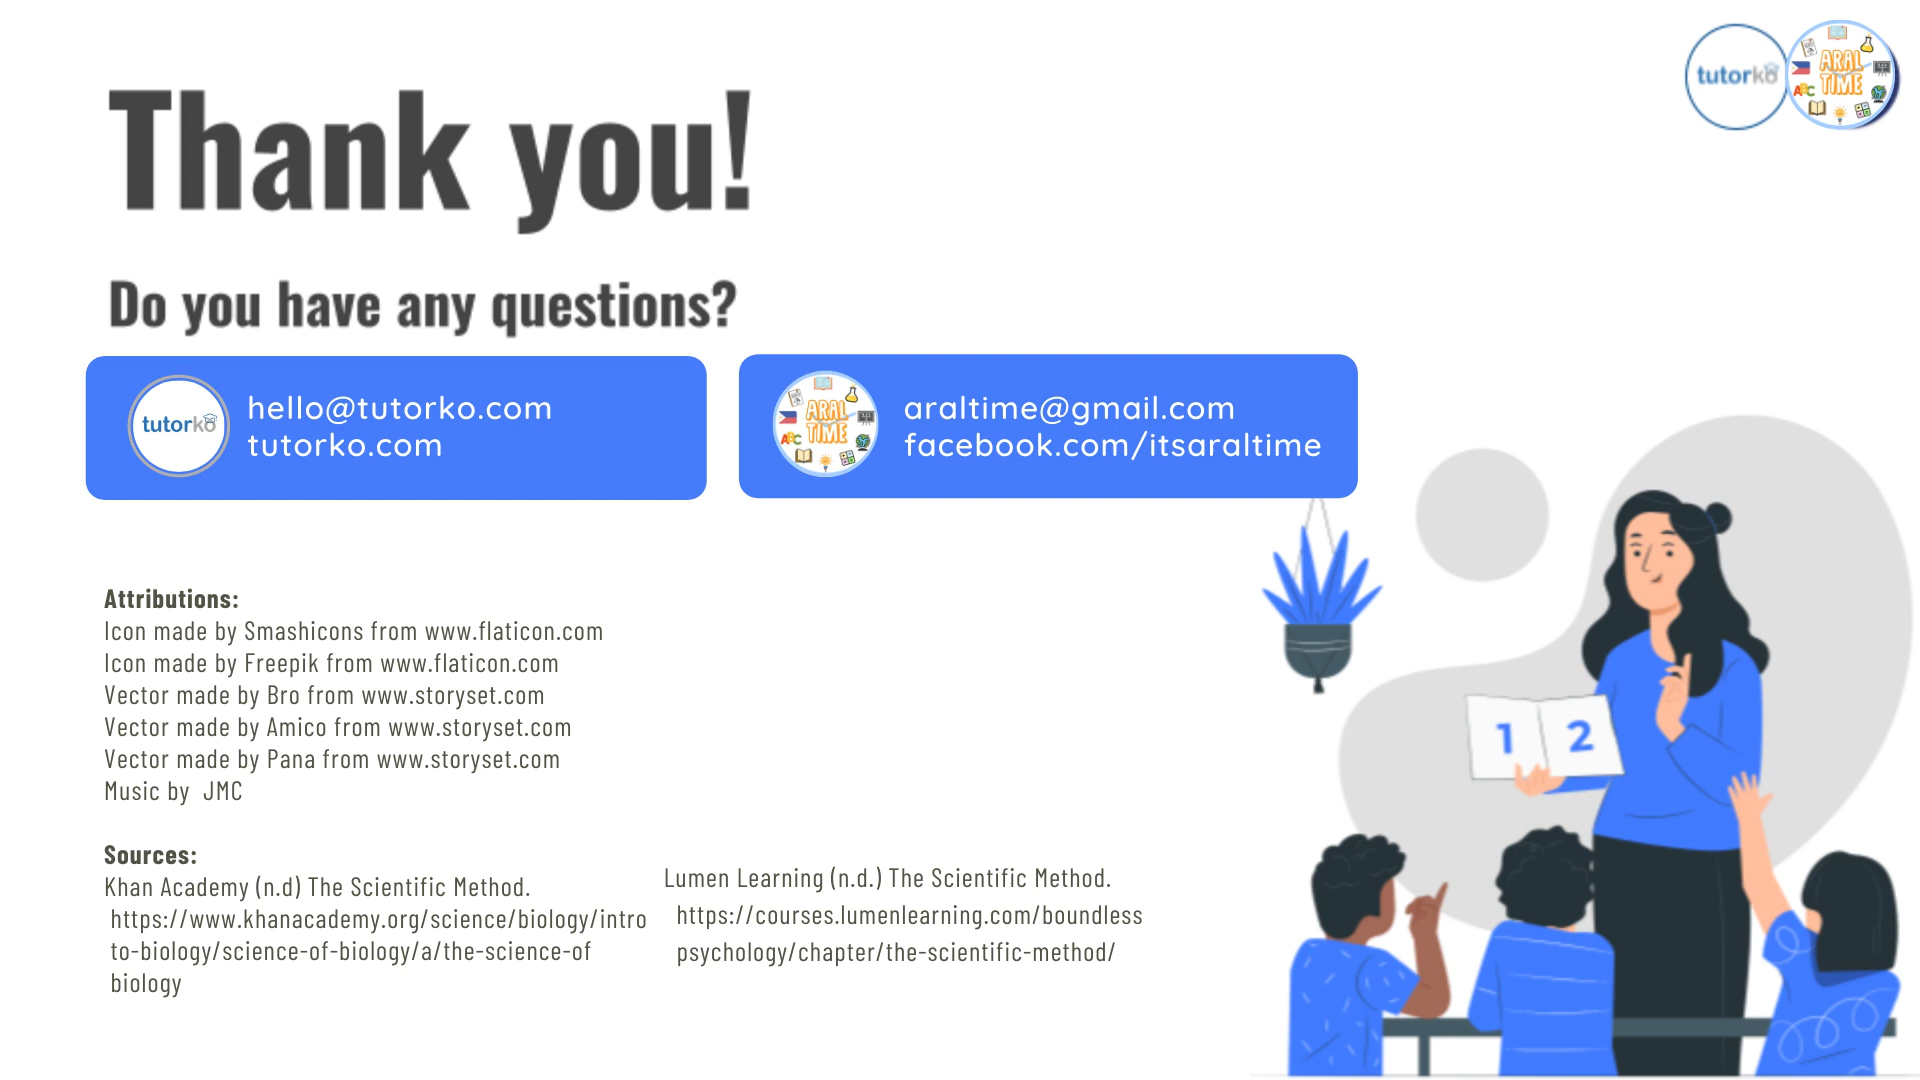 tutorko
ARAL
TIME
ABC
Thank you!
Do you have any questions?
tutorko
hello@tutorko.com
tutorko.com
ARAL
TIME
ABC
araltime@gmail.com
facebook.com/itsaraltime
Attributions:
Icon made by Smashicons from www.flaticon.com
Icon made by Freepik from www.flaticon.com
Vector made by Bro from www.storyset.com
Vector made by Amico from www.storyset.com
Vector made by Pana from www.storyset.com
Music by  JMC
Sources:
Khan Academy (n.d) The Scientific Method.
https://www.khanacademy.org/science/biology/intro
to-biology/science-of-biology/a/the-science-of
biology
Lumen Learning (n.d.) The Scientific Method.
https://courses.lumenlearning.com/boundless
psychology/chapter/the-scientific-method/
1 2